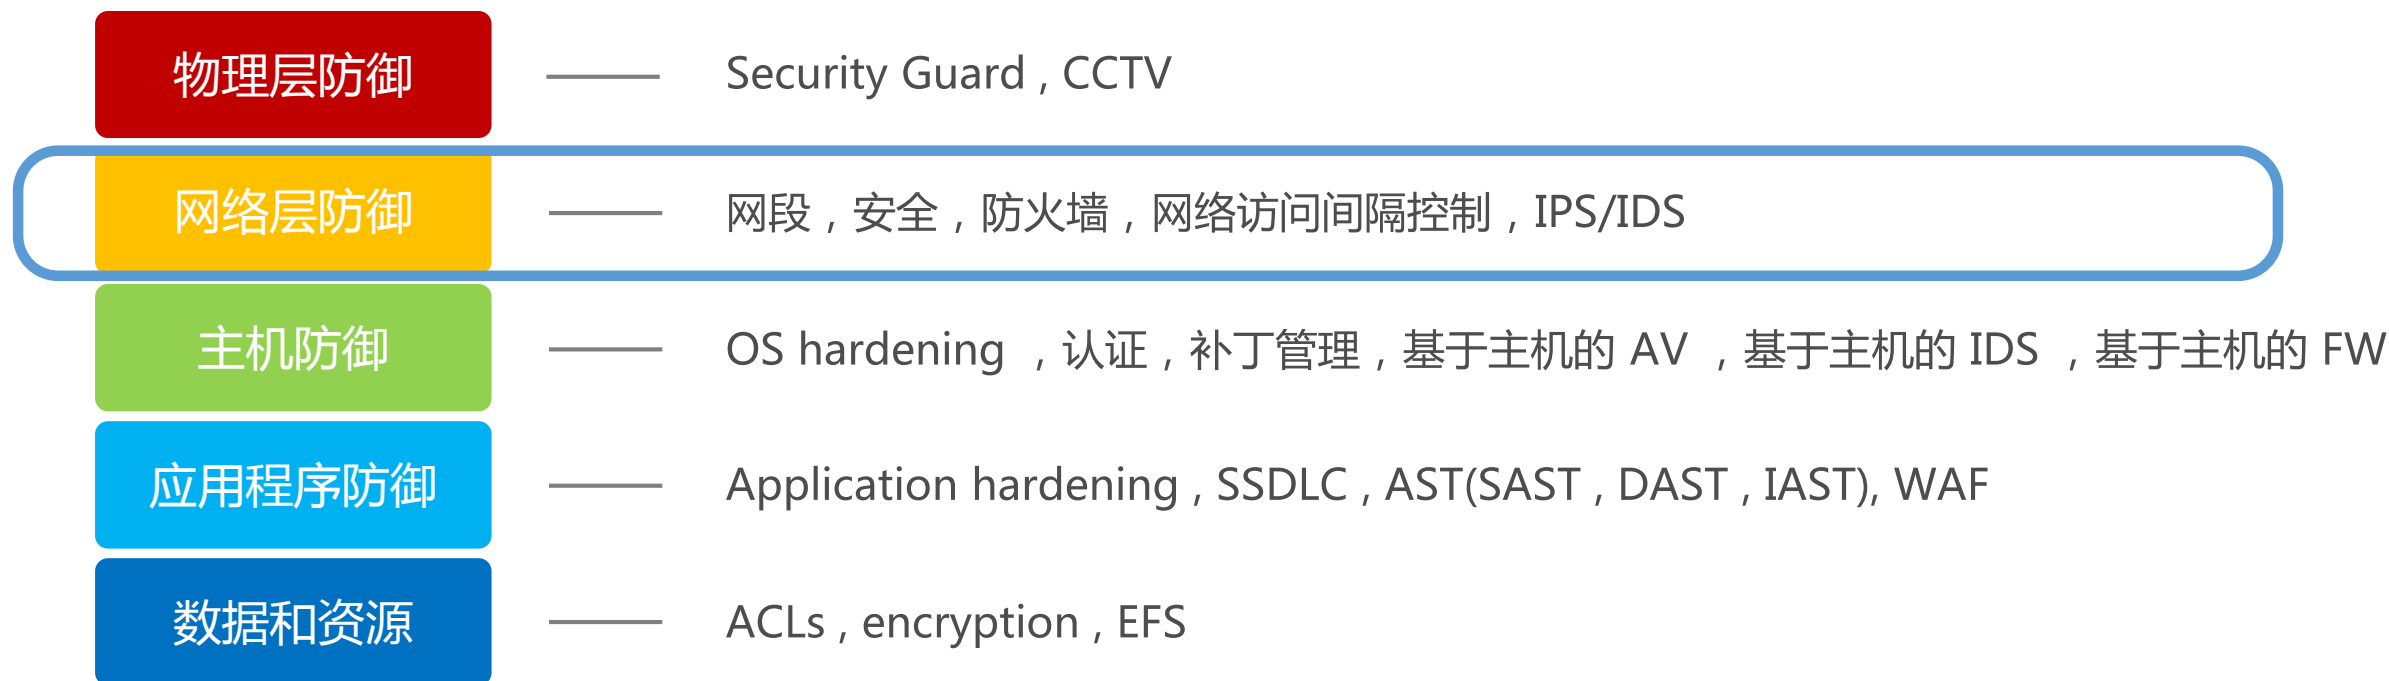 物理层防御 Security Guard , CCTV
网络层防御 网段 , 安全 , 防火墙 , 网络访问间隔控制 , IPS/IDS
主机防御 OS hardening , 认证 , 补丁管理 , 基于主机的 AV , 基于主机的 IDS , 基于主机的 FW
应用程序防御 Application hardening , SSDLC , AST(SAST , DAST , IAST), WAF
数据和资源 ACLs , encryption , EFS